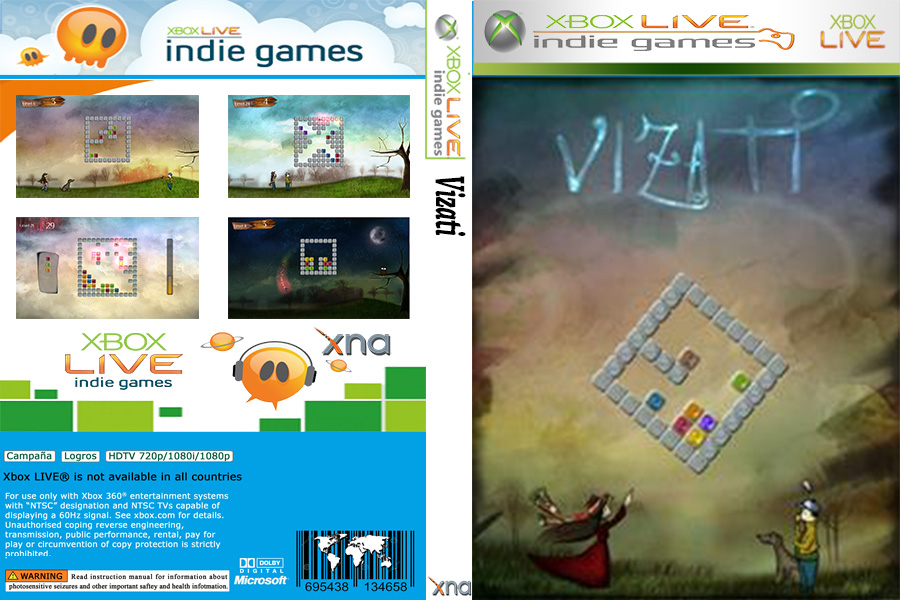 XBOX LIVE
indie games
XBOX LIVE
indie games
xna
Campaña Logros HDTV 720p/1080i/1080p
Xbox LIVE® is not available in all countries
For use only with Xbox 360® entertainment systems
with “NTSC” designation and NTSC TVs capable of
displaying a 60Hz signal. See xbox.com for details.
Unauthorised coping reverse engineering,
transmission, public performance, rental, pay for
play or circumvention of copy protection is strictly
prohibited.
WARNING Read instruction manual for information about
photosensitive seizures and other important saftey and health infotmation.
DOLBY
DIGITAL
Microsoft
695438 134658
XBOX LIVE
indie games
Vizati
xna
XBOX LIVE
indie games
XBOX
LIVE
VIZATI